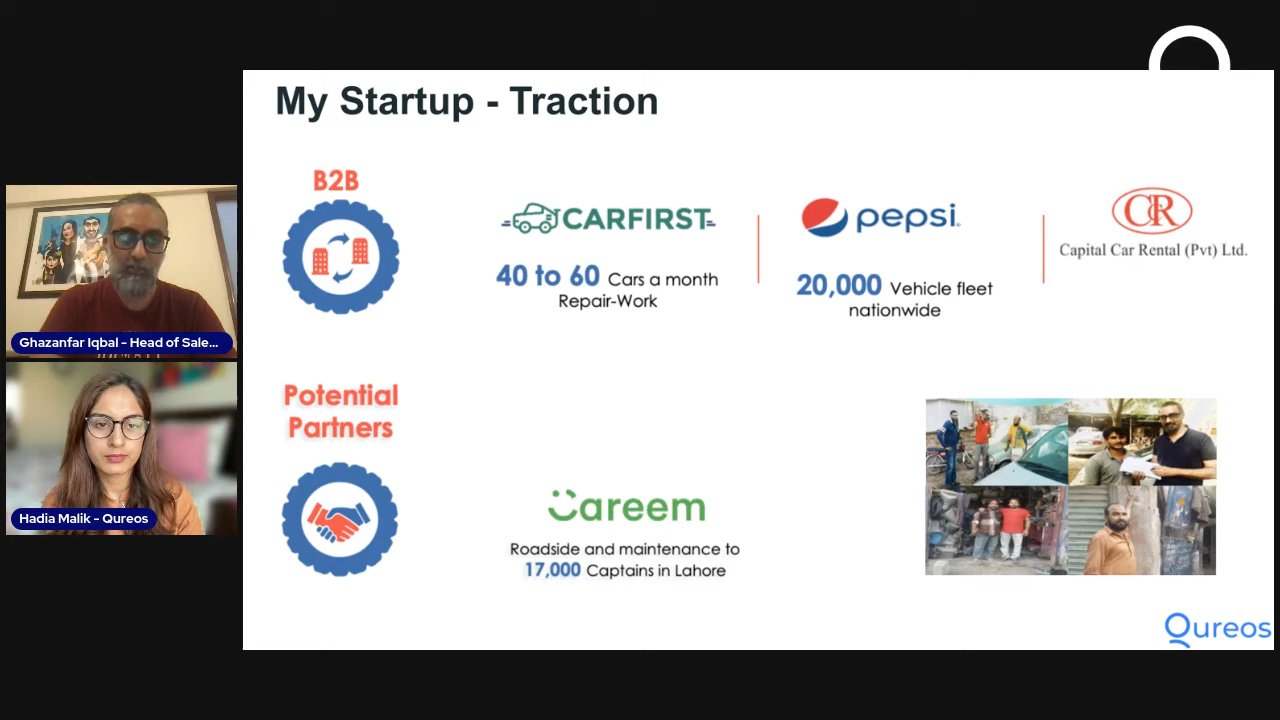 My Startup - Traction
B2B
CARFIRST
40 to 60 Cars a month
Repair-Work
pepsi
20,000 Vehicle fleet
nationwide
CR
Capital Car Rental (Pvt) Ltd.
Potential
Partners
Careem
Roadside and maintenance to
17,000 Captains in Lahore
Qureos
Ghazanfar Iqbal - Head of Sale...
Hadia Malik - Qureos